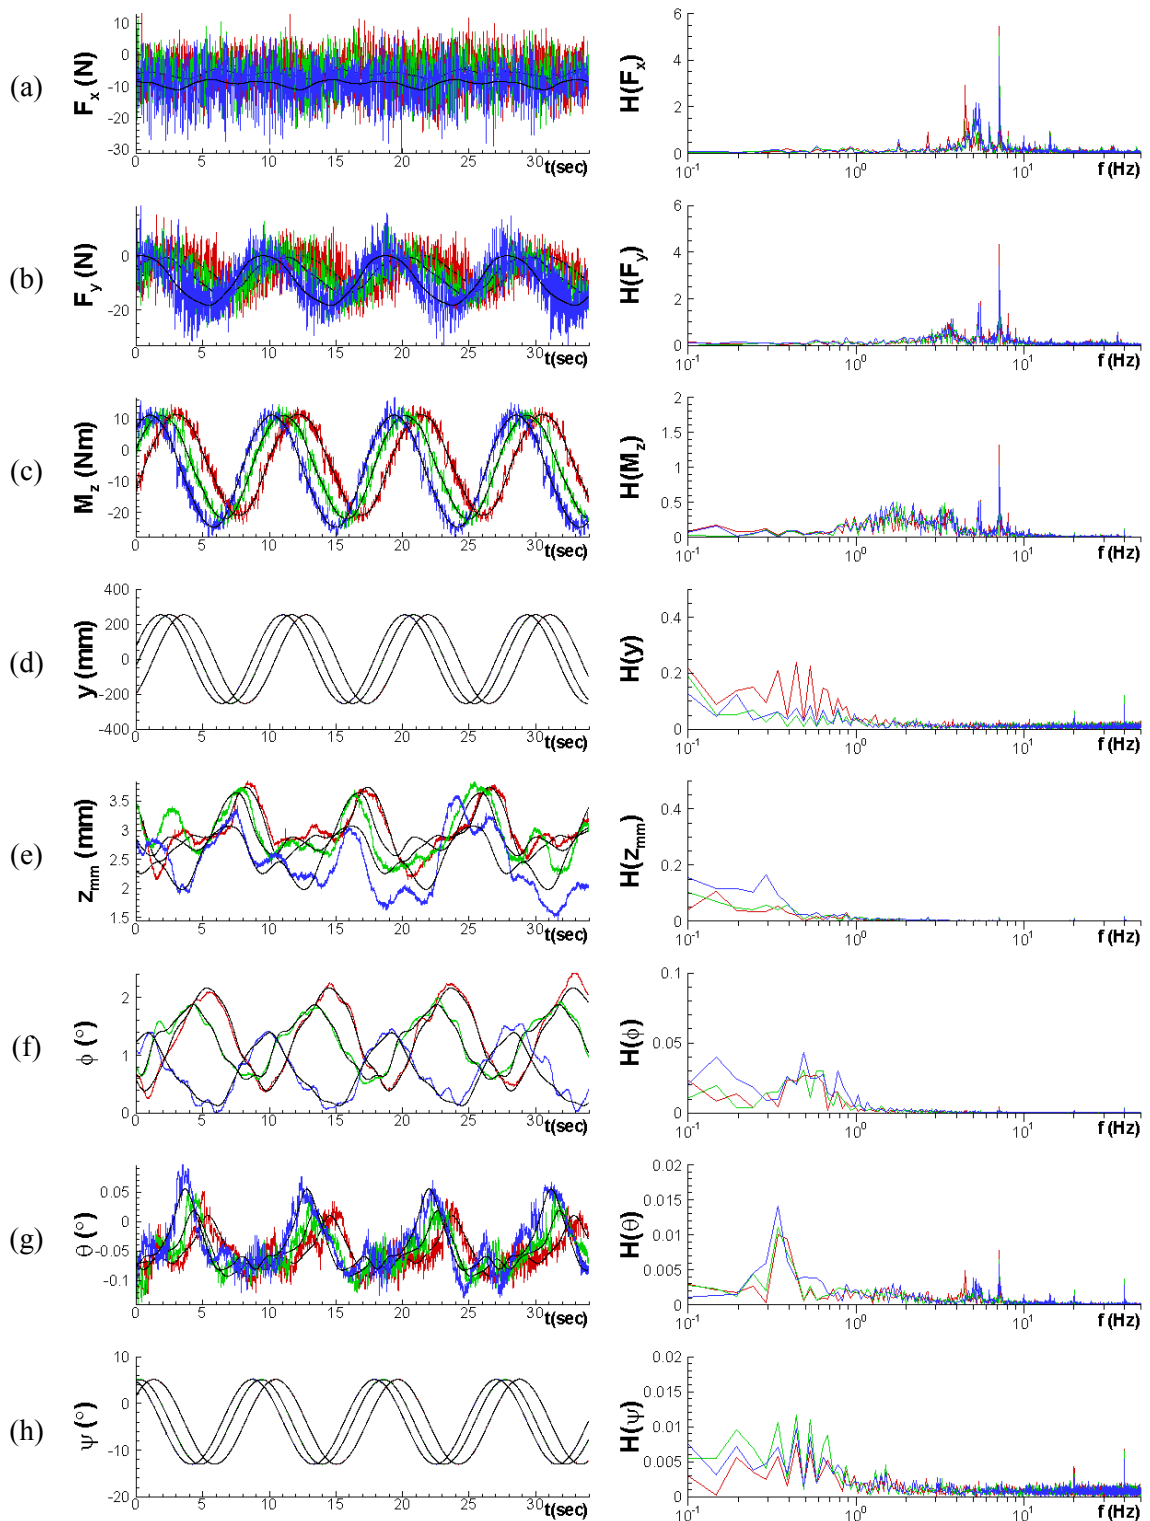 (a)
F_x (N)
10
0
-10
-20
-30
0 5 10 15 20 25 30
t(sec)
H(F_x)
6
4
2
0
10^-1 10^0 10^1
f (Hz)
(b)
F_y (N)
0
-20
0 5 10 15 20 25 30
t(sec)
H(F_y)
6
4
2
0
10^-1 10^0 10^1
f (Hz)
(c)
M_z (Nm)
10
0
-10
-20
0 5 10 15 20 25 30
t(sec)
H(M_z)
2
1.5
1
0.5
0
10^-1 10^0 10^1
f (Hz)
(d)
y (mm)
400
200
0
-200
-400
0 5 10 15 20 25 30
t(sec)
H(y)
0.4
0.2
0
10^-1 10^0 10^1
f (Hz)
(e)
z_mm (mm)
3.5
3
2.5
2
1.5
0 5 10 15 20 25 30
t(sec)
H(z_mm)
0.4
0.2
0
10^-1 10^0 10^1
f (Hz)
(f)
ϕ (°)
2
1
0
0 5 10 15 20 25 30
t(sec)
H(ϕ)
0.1
0.05
0
10^-1 10^0 10^1
f (Hz)
(g)
θ (°)
0.05
0
-0.05
-0.1
0 5 10 15 20 25 30
t(sec)
H(θ)
0.02
0.015
0.01
0.005
0
10^-1 10^0 10^1
f (Hz)
(h)
ψ (°)
10
0
-10
-20
0 5 10 15 20 25 30
t(sec)
H(ψ)
0.02
0.015
0.01
0.005
0
10^-1 10^0 10^1
f (Hz)